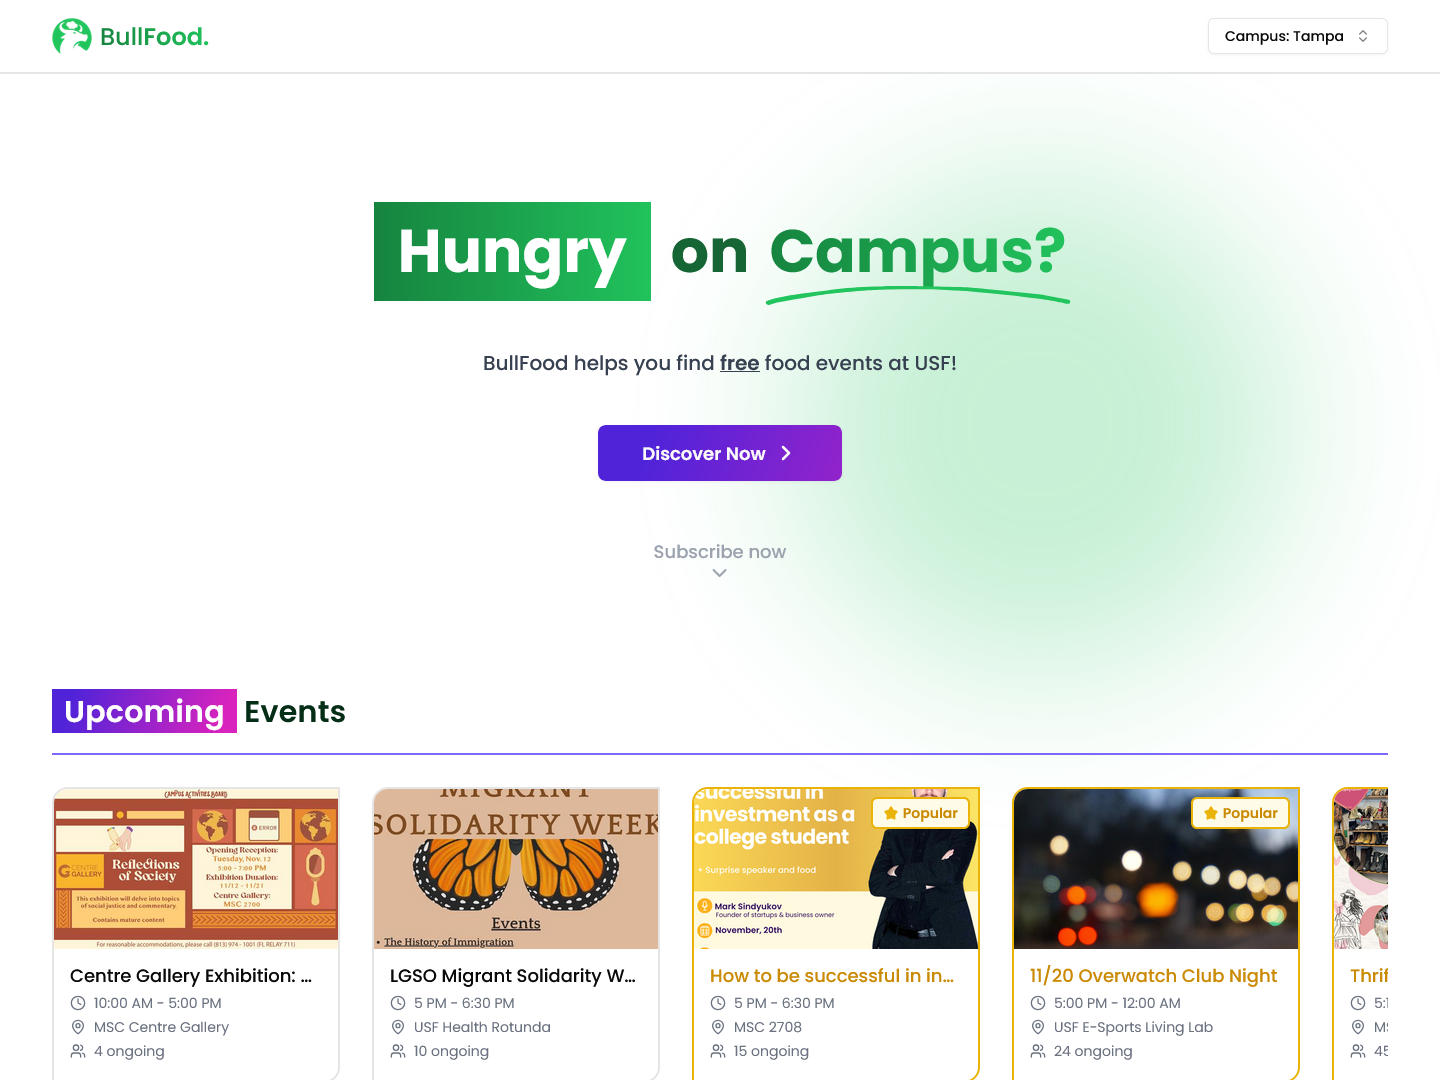 BullFood.
Campus: Tampa
Hungry on Campus?
BullFood helps you find free food events at USF!
Discover Now
Subscribe now
Upcoming Events
CAMPUS ACTIVITIES BOARD
ERROR
CENTRE
GALLERY
Reflections
of Society
This exhibition will delve into topics
of social justice and commentary.
Contains mature content
Opening Reception:
Tuesday, Nov. 12
5:00 - 7:00 PM
Exhibition Duration:
11/12 - 11/21
Centre Gallery:
MSC 2700
For reasonable accommodations, please call (813) 974 - 1001 (FL RELAY 711)
Centre Gallery Exhibition: ...
10:00 AM - 5:00 PM
MSC Centre Gallery
4 ongoing
MIGRANT
SOLIDARITY WEEK
Events
• The History of Immigration
LGSO Migrant Solidarity W...
5 PM - 6:30 PM
USF Health Rotunda
10 ongoing
successful in
investment as a
college student
Popular
+ Surprise speaker and food
Mark Sindyukov
Founder of startups & business owner
November, 20th
How to be successful in in...
5 PM - 6:30 PM
MSC 2708
15 ongoing
Popular
11/20 Overwatch Club Night
5:00 PM - 12:00 AM
USF E-Sports Living Lab
24 ongoing
Thrif
5:1
MS
45